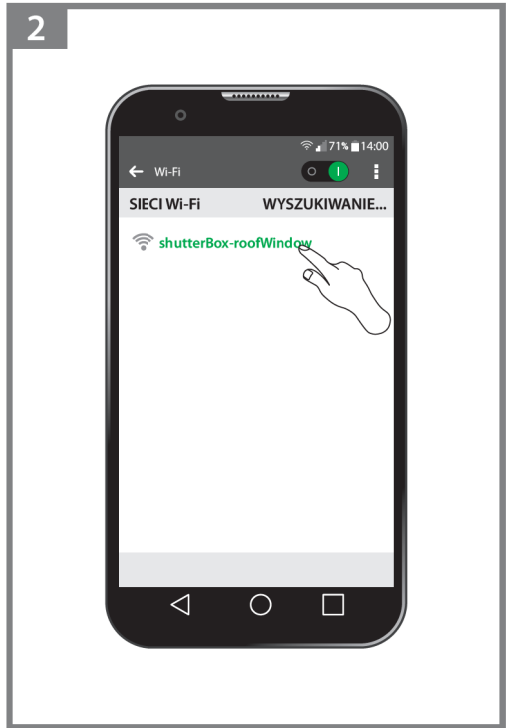 2
71% 14:00
Wi-Fi
SIECI Wi-Fi WYSZUKIWANIE...
shutterBox-roofWindow